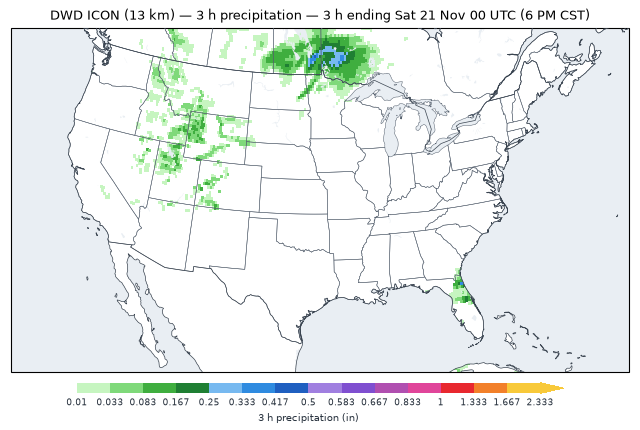 DWD ICON (13 km) — 3 h precipitation — 3 h ending Sat 21 Nov 00 UTC (6 PM CST)
0.01 0.033 0.083 0.167 0.25 0.333 0.417 0.5 0.583 0.667 0.833 1 1.333 1.667 2.333
3 h precipitation (in)